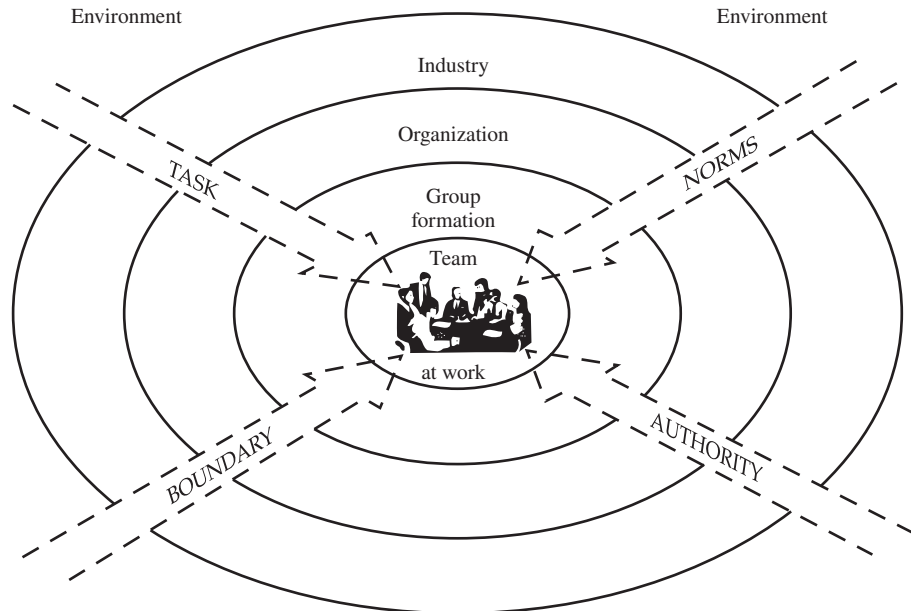 Environment
Environment
Industry
Organization
TASK
NORMS
Group
formation
Team
at work
BOUNDARY
AUTHORITY